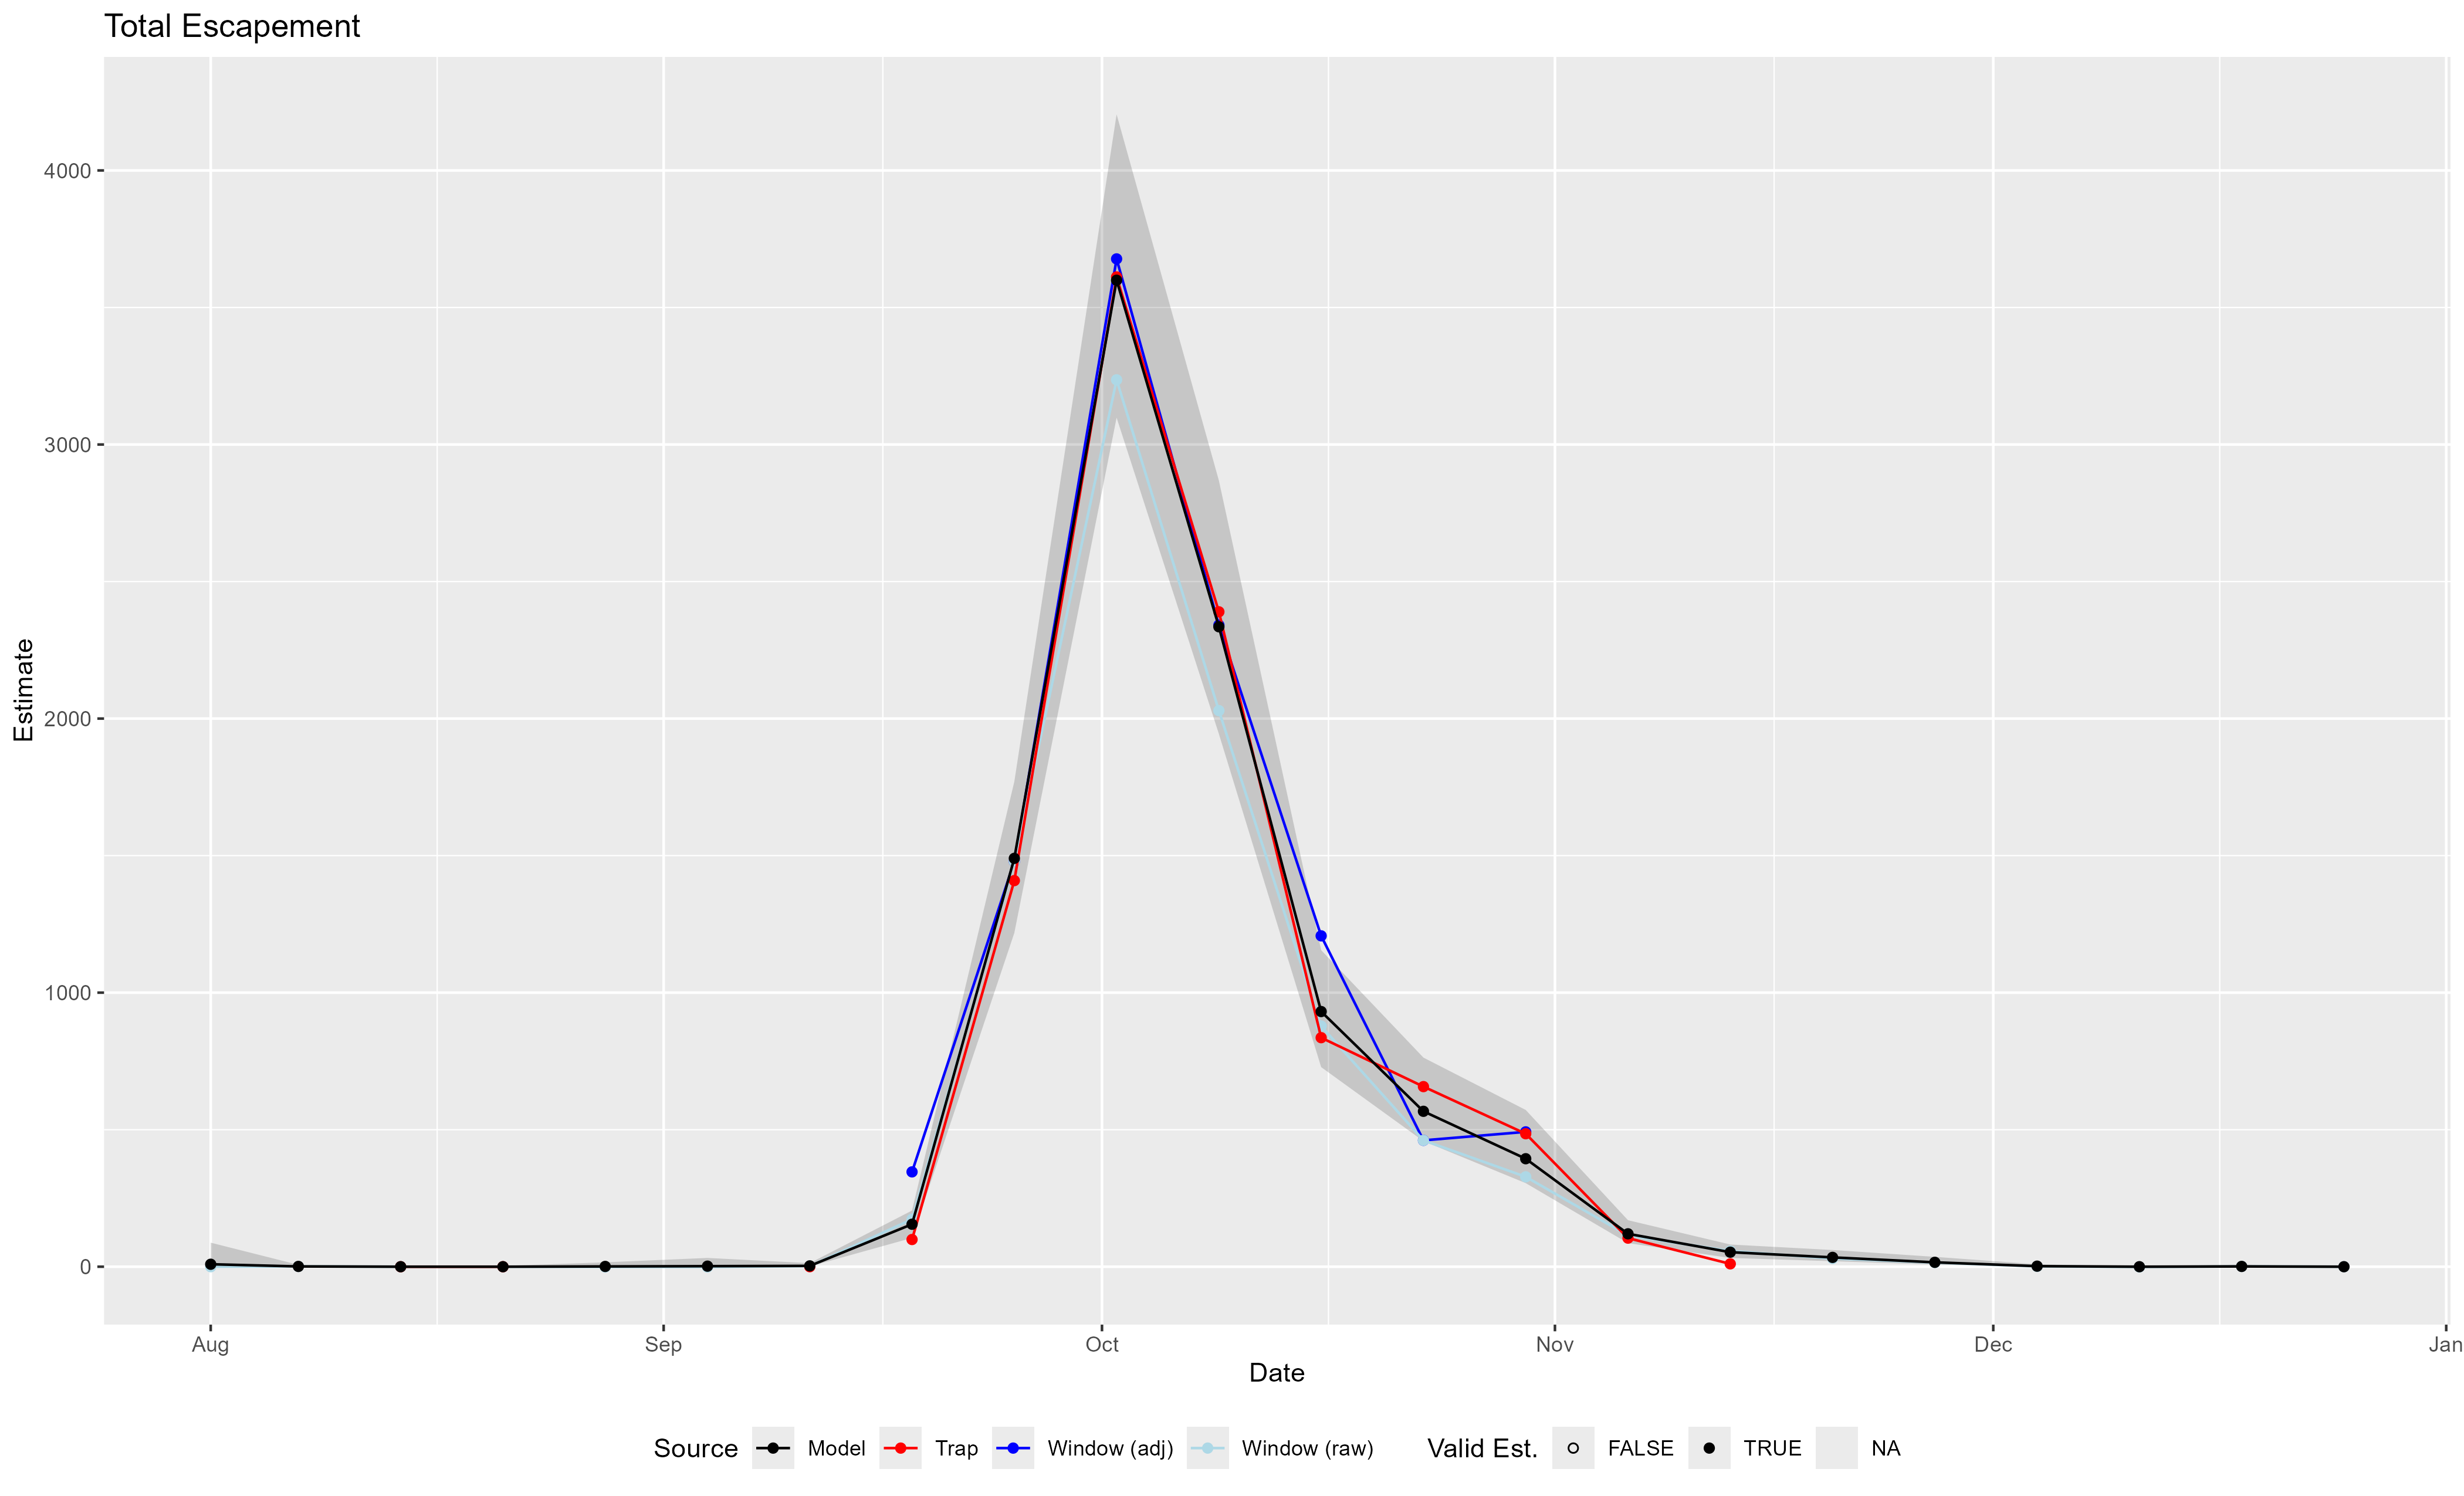 Total Escapement
4000
3000
2000
1000
0
Estimate
Aug Sep Oct Nov Dec Jan
Date
Source Model Trap Window (adj) Window (raw) Valid Est. FALSE TRUE NA